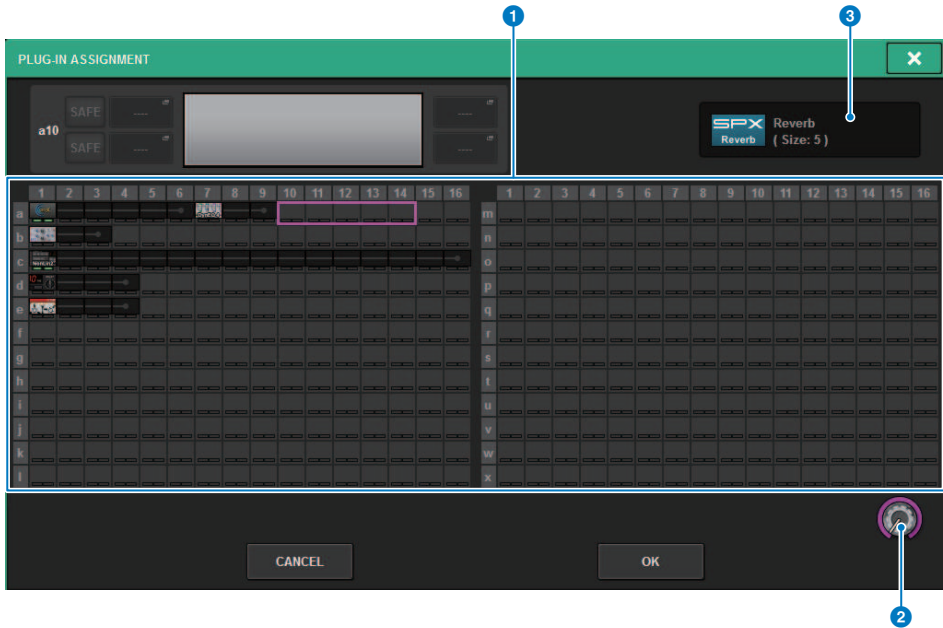 1 3
PLUG-IN ASSIGNMENT
a10
SAFE ----
----
SAFE ----
----
SPX
Reverb
Reverb
( Size: 5 )
1 2 3 4 5 6 7 8 9 10 11 12 13 14 15 16
1 2 3 4 5 6 7 8 9 10 11 12 13 14 15 16
a m
b n
c o
d p
e q
f r
g s
h t
i u
j v
k w
l x
CANCEL OK
2